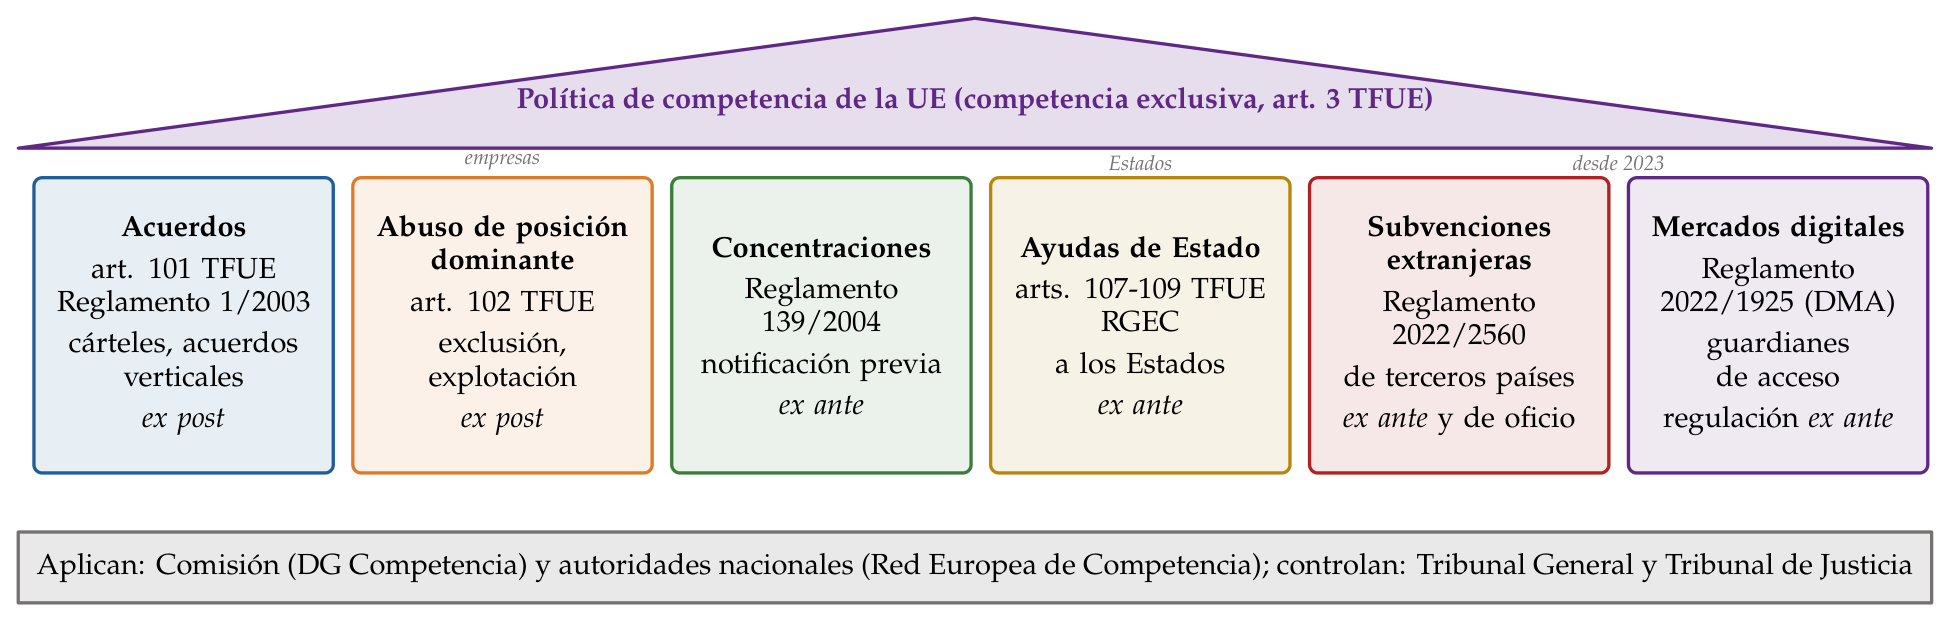 Política de competencia de la UE (competencia exclusiva, art. 3 TFUE)
empresas
Estados
desde 2023
Acuerdos
art. 101 TFUE
Reglamento 1/2003
cárteles, acuerdos
verticales
ex post
Abuso de posición
dominante
art. 102 TFUE
exclusión,
explotación
ex post
Concentraciones
Reglamento
139/2004
notificación previa
ex ante
Ayudas de Estado
arts. 107-109 TFUE
RGEC
a los Estados
ex ante
Subvenciones
extranjeras
Reglamento
2022/2560
de terceros países
ex ante y de oficio
Mercados digitales
Reglamento
2022/1925 (DMA)
guardianes
de acceso
regulación ex ante
Aplican: Comisión (DG Competencia) y autoridades nacionales (Red Europea de Competencia); controlan: Tribunal General y Tribunal de Justicia